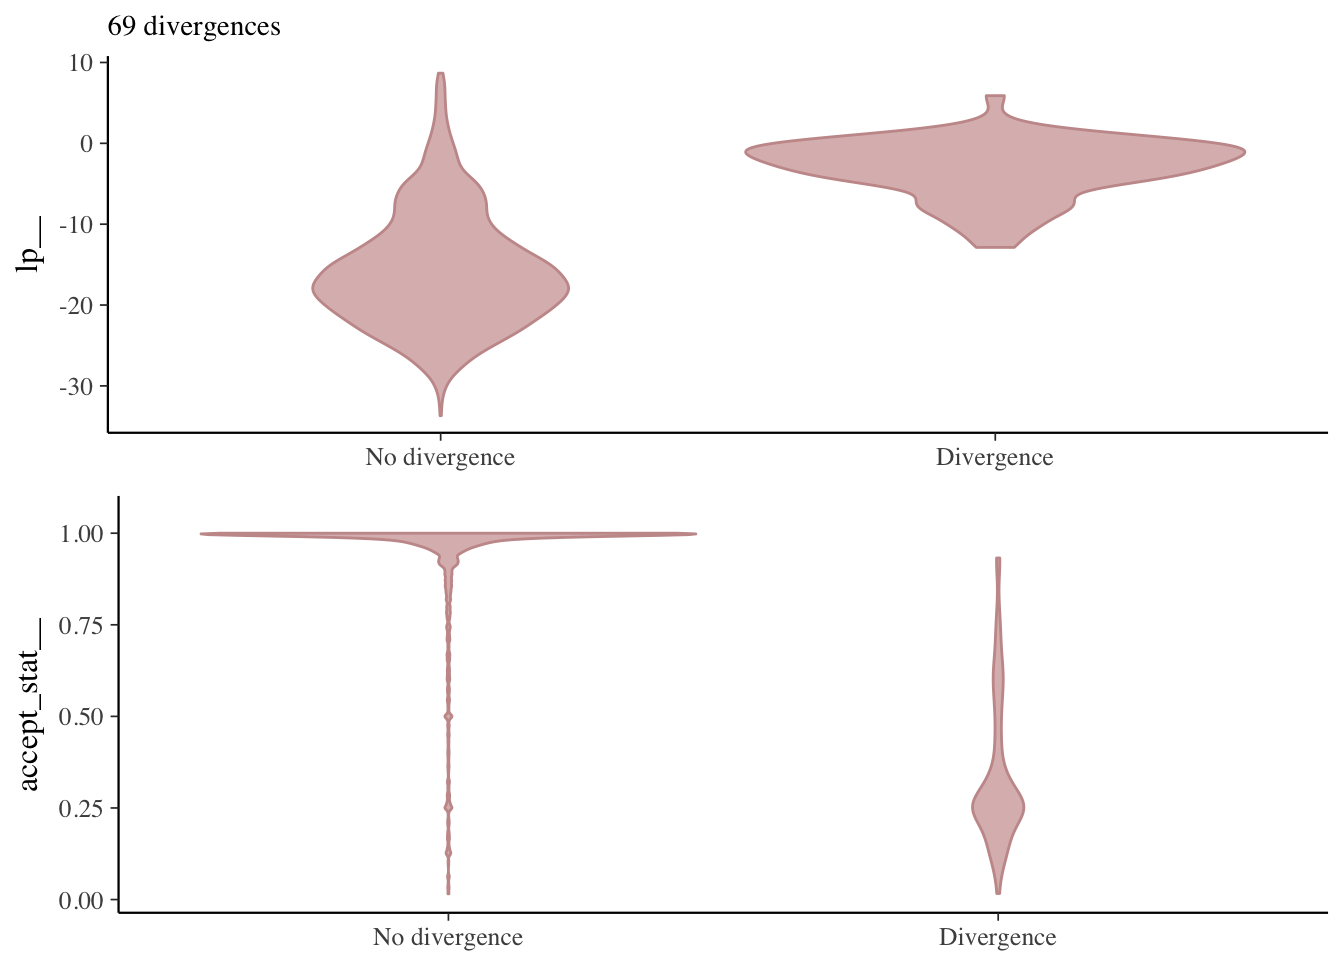 69 divergences
10
0
-10
-20
-30
lp__
No divergence
Divergence
1.00
0.75
0.50
0.25
0.00
accept_stat__
No divergence
Divergence